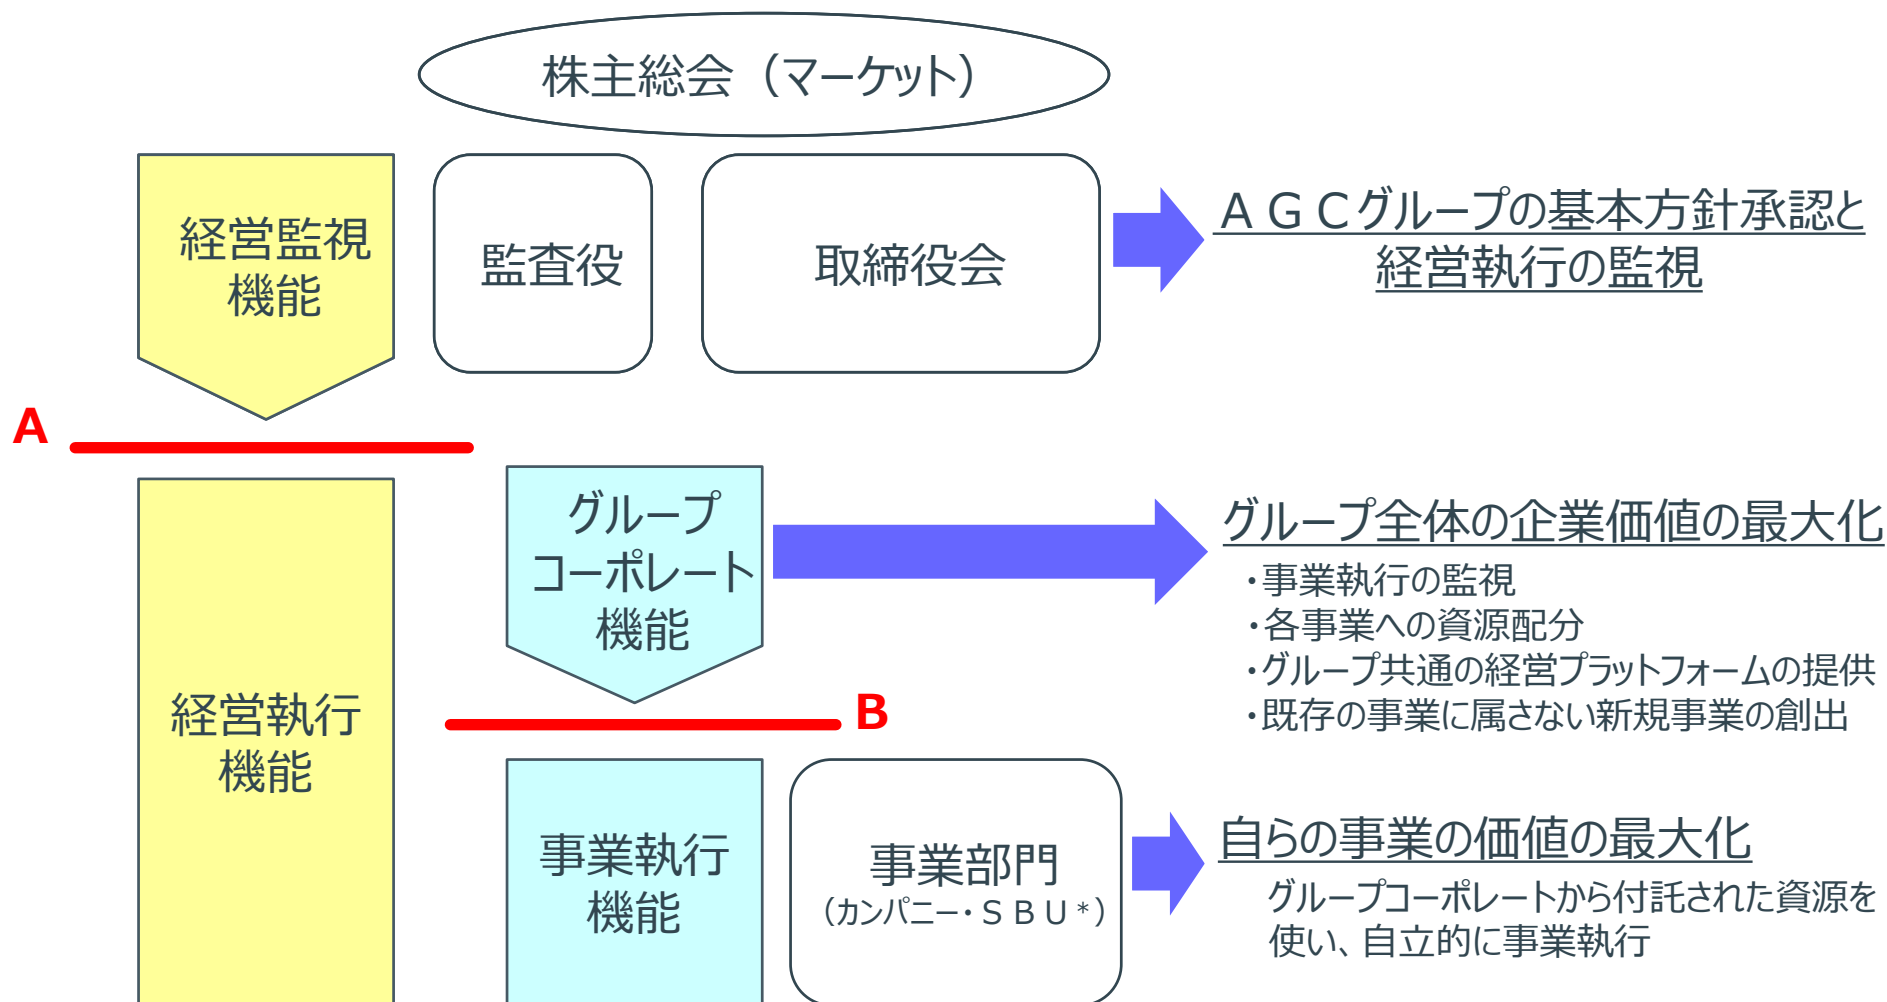 株主総会（マーケット）
経営監視
機能
監査役
取締役会
ＡＧＣグループの基本方針承認と
経営執行の監視
A
グループ
コーポレート
機能
グループ全体の企業価値の最大化
・事業執行の監視
・各事業への資源配分
・グループ共通の経営プラットフォームの提供
・既存の事業に属さない新規事業の創出
B
経営執行
機能
事業執行
機能
事業部門
（カンパニー・ＳＢＵ*）
自らの事業の価値の最大化
グループコーポレートから付託された資源を
使い、自立的に事業執行